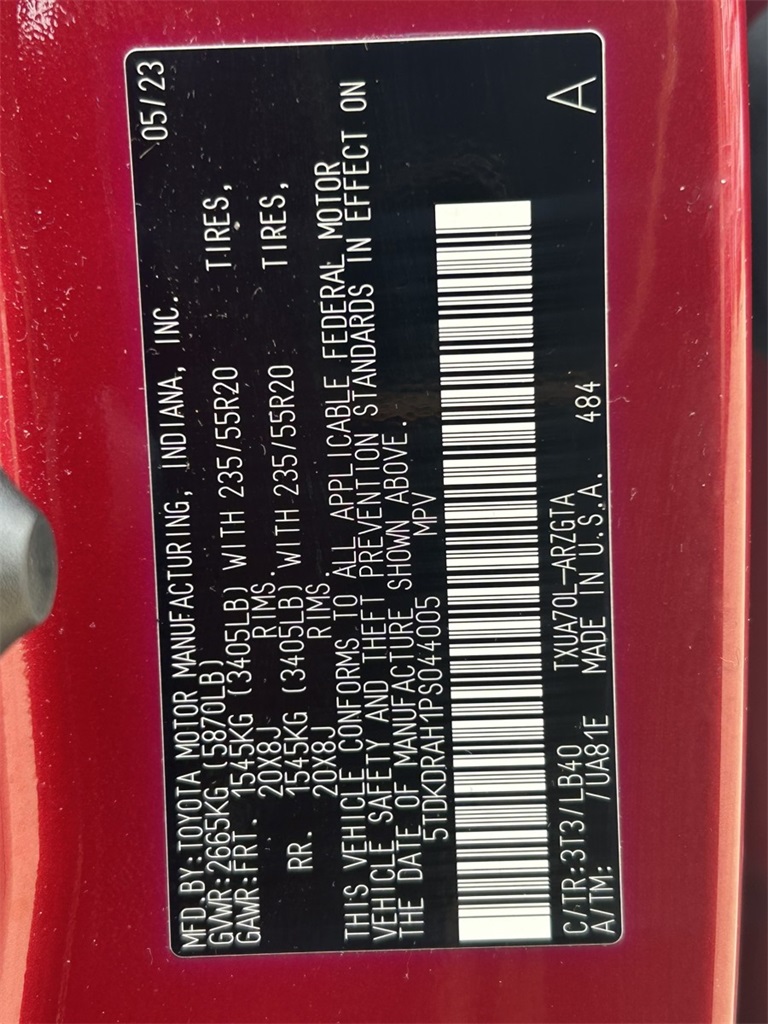 MFD.BY:TOYOTA MOTOR MANUFACTURING, INDIANA, INC. 05/23
GVWR:2665KG (5870LB)
GAWR:FRT. 1545KG (3405LB) WITH 235/55R20 TIRES,
20X8J RIMS.
RR. 1545KG (3405LB) WITH 235/55R20 TIRES,
20X8J RIMS.
THIS VEHICLE CONFORMS TO ALL APPLICABLE FEDERAL MOTOR
VEHICLE SAFETY AND THEFT PREVENTION STANDARDS IN EFFECT ON
THE DATE OF MANUFACTURE SHOWN ABOVE.
5TDKDRAH1PS044005 MPV
C/TR:3T3/LB40 TXUA70L-ARZGTA A
A/TM: /UA81E MADE IN U.S.A. 484